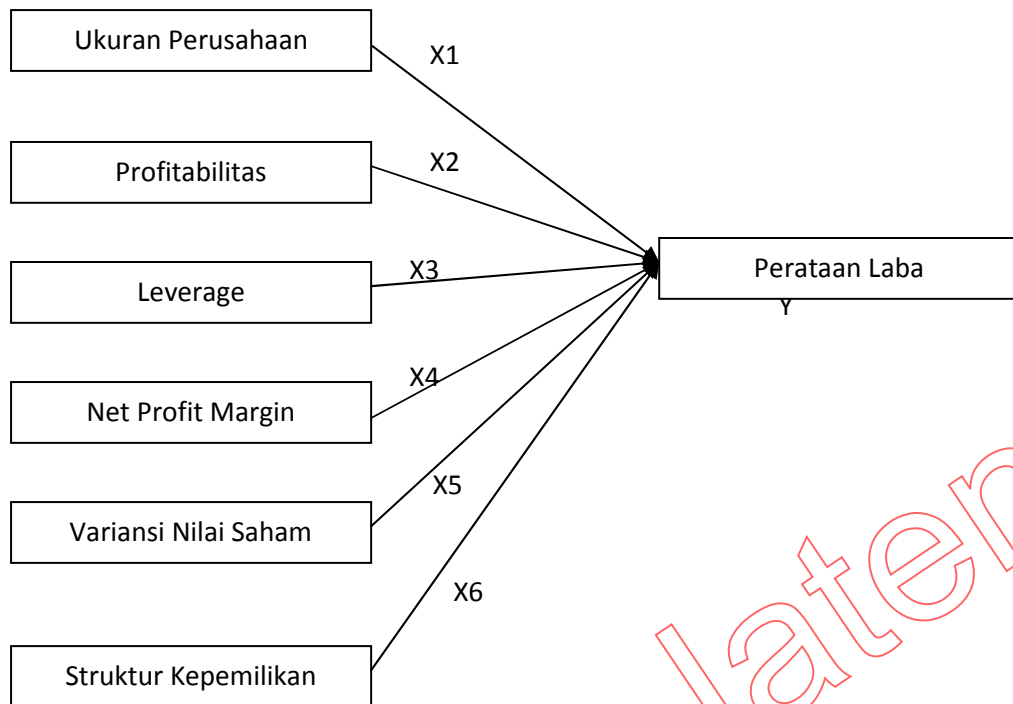 Ukuran Perusahaan
X1
Profitabilitas
X2
Leverage
X3
Perataan Laba
Y
Net Profit Margin
X4
Variansi Nilai Saham
X5
Struktur Kepemilikan
X6